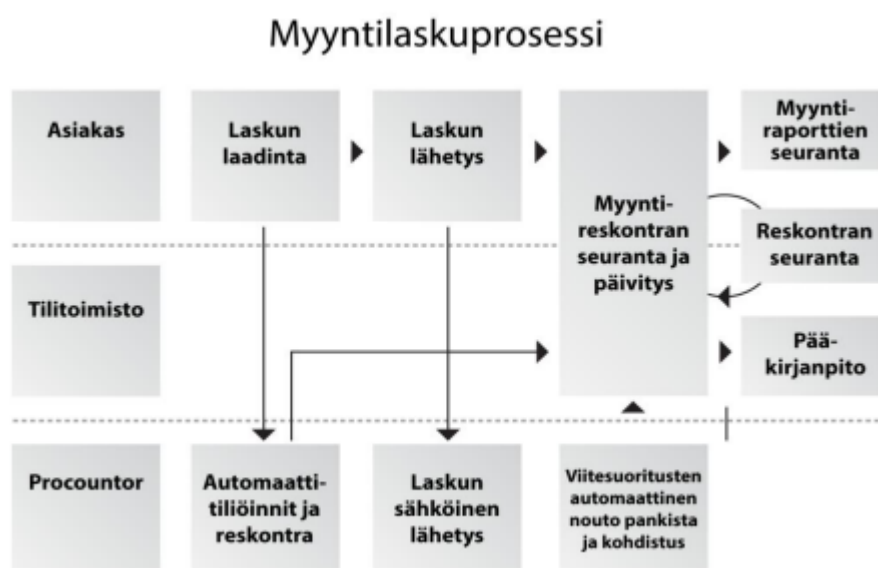 Myyntilaskuprosessi
Asiakas
Laskun
laadinta
Laskun
lähetys
Myynti-
reskontran
seuranta ja
päivitys
Myynti-
raporttien
seuranta
Reskontran
seuranta
Tilitoimisto
Pää-
kirjanpito
Procountor
Automaatti-
tiliöinnit ja
reskontra
Laskun
sähköinen
lähetys
Viitesuoritusten
automaattinen
nouto pankista
ja kohdistus